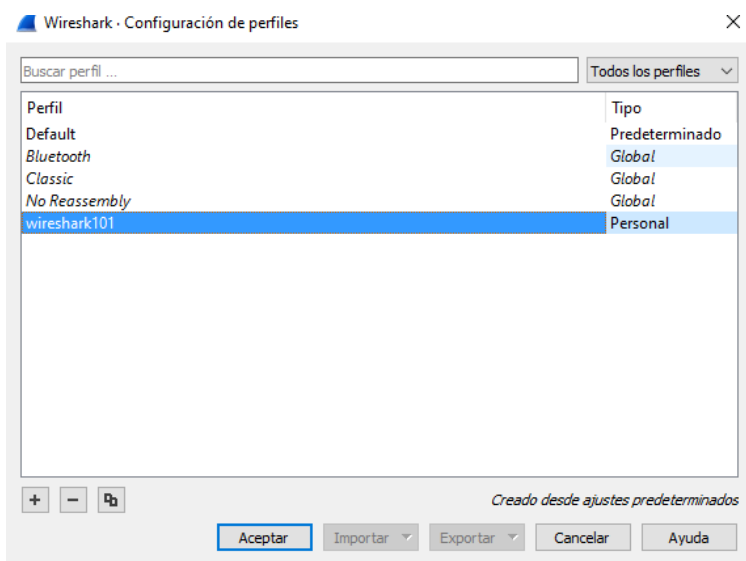 Wireshark · Configuración de perfiles
Buscar perfil ... Todos los perfiles
Perfil Tipo
Default Predeterminado
Bluetooth Global
Classic Global
No Reassembly Global
wireshark101 Personal
Creado desde ajustes predeterminados
Aceptar Importar Exportar Cancelar Ayuda